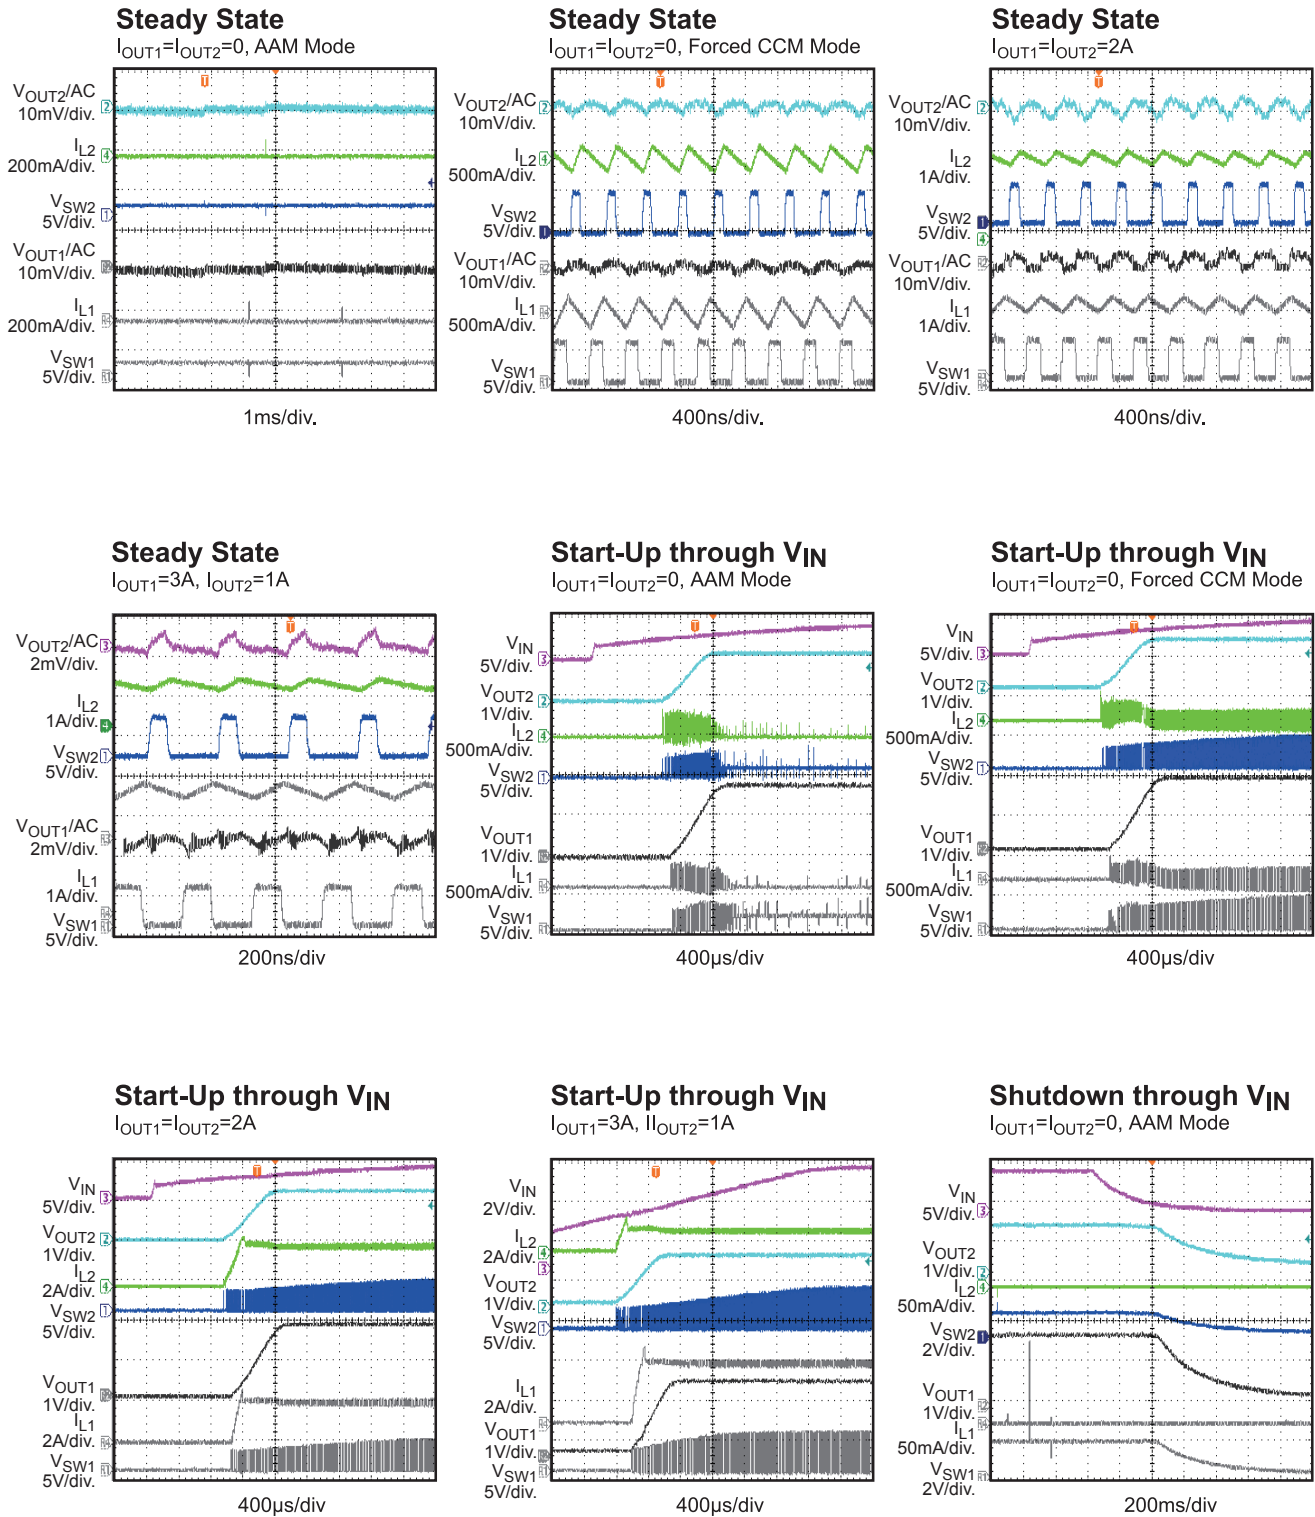 Steady State
IOUT1=IOUT2=0, AAM Mode
VOUT2/AC
10mV/div.
IL2
200mA/div.
VSW2
5V/div.
VOUT1/AC
10mV/div.
IL1
200mA/div.
VSW1
5V/div.
1ms/div.
Steady State
IOUT1=IOUT2=0, Forced CCM Mode
VOUT2/AC
10mV/div.
IL2
500mA/div.
VSW2
5V/div.
VOUT1/AC
10mV/div.
IL1
500mA/div.
VSW1
5V/div.
400ns/div.
Steady State
IOUT1=IOUT2=2A
VOUT2/AC
10mV/div.
IL2
1A/div.
VSW2
5V/div.
VOUT1/AC
10mV/div.
IL1
1A/div.
VSW1
5V/div.
400ns/div.
Steady State
IOUT1=3A, IOUT2=1A
VOUT2/AC
2mV/div.
IL2
1A/div.
VSW2
5V/div.
VOUT1/AC
2mV/div.
IL1
1A/div.
VSW1
5V/div.
200ns/div
Start-Up through VIN
IOUT1=IOUT2=0, AAM Mode
VIN
5V/div.
VOUT2
1V/div.
IL2
500mA/div.
VSW2
5V/div.
VOUT1
1V/div.
IL1
500mA/div.
VSW1
5V/div.
400µs/div
Start-Up through VIN
IOUT1=IOUT2=0, Forced CCM Mode
VIN
5V/div.
VOUT2
1V/div.
IL2
500mA/div.
VSW2
5V/div.
VOUT1
1V/div.
IL1
500mA/div.
VSW1
5V/div.
400µs/div
Start-Up through VIN
IOUT1=IOUT2=2A
VIN
5V/div.
VOUT2
1V/div.
IL2
2A/div.
VSW2
5V/div.
VOUT1
1V/div.
IL1
2A/div.
VSW1
5V/div.
400µs/div
Start-Up through VIN
IOUT1=3A, IIOUT2=1A
VIN
2V/div.
IL2
2A/div.
VOUT2
1V/div.
VSW2
5V/div.
IL1
2A/div.
VOUT1
1V/div.
VSW1
5V/div.
400µs/div
Shutdown through VIN
IOUT1=IOUT2=0, AAM Mode
VIN
5V/div.
VOUT2
1V/div.
IL2
50mA/div.
VSW2
2V/div.
VOUT1
1V/div.
IL1
50mA/div.
VSW1
2V/div.
200ms/div